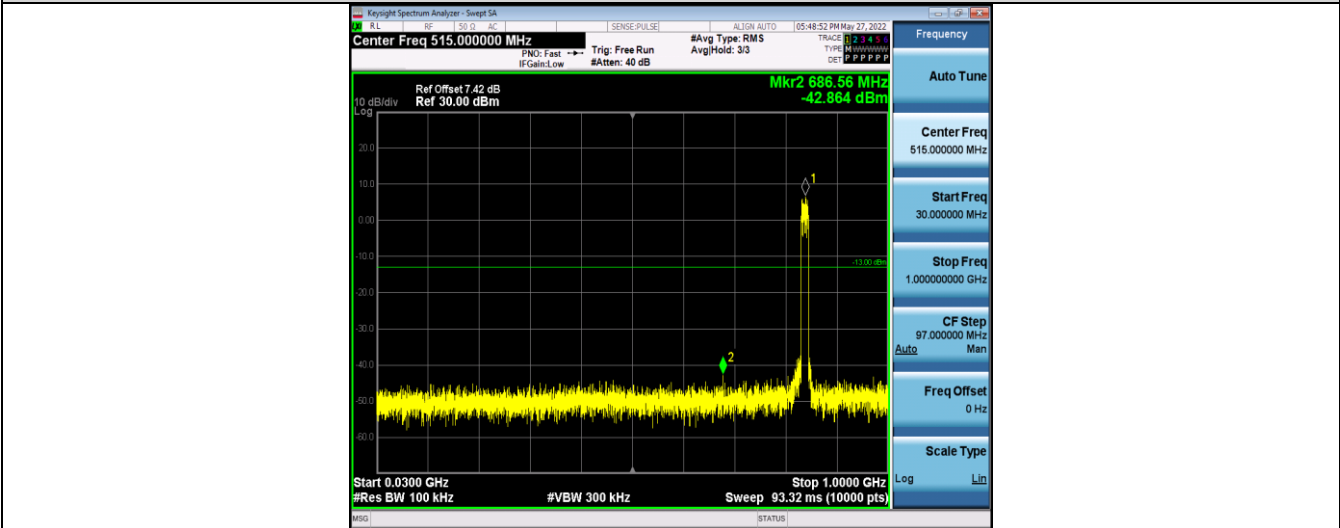 Keysight Spectrum Analyzer - Swept SA
RL RF 50 Ω AC SENSE:PULSE ALIGN AUTO 05:48:52 PM May 27, 2022
Center Freq 515.000000 MHz
PNO: Fast
IFGain:Low
Trig: Free Run
#Atten: 40 dB
#Avg Type: RMS
Avg|Hold: 3/3
TRACE 1 2 3 4 5 6
TYPE M WWWWW
DET P P P P P P
Ref Offset 7.42 dB
Ref 30.00 dBm
10 dB/div
Log
Mkr2 686.56 MHz
-42.864 dBm
20.0
10.0
0.00
-10.0
-20.0
-30.0
-40.0
-50.0
-60.0
1
-13.00 dBm
2
Start 0.0300 GHz
Stop 1.0000 GHz
#Res BW 100 kHz
#VBW 300 kHz
Sweep 93.32 ms (10000 pts)
MSG
STATUS
Frequency
Auto Tune
Center Freq
515.000000 MHz
Start Freq
30.000000 MHz
Stop Freq
1.000000000 GHz
CF Step
97.000000 MHz
Auto Man
Freq Offset
0 Hz
Scale Type
Log Lin